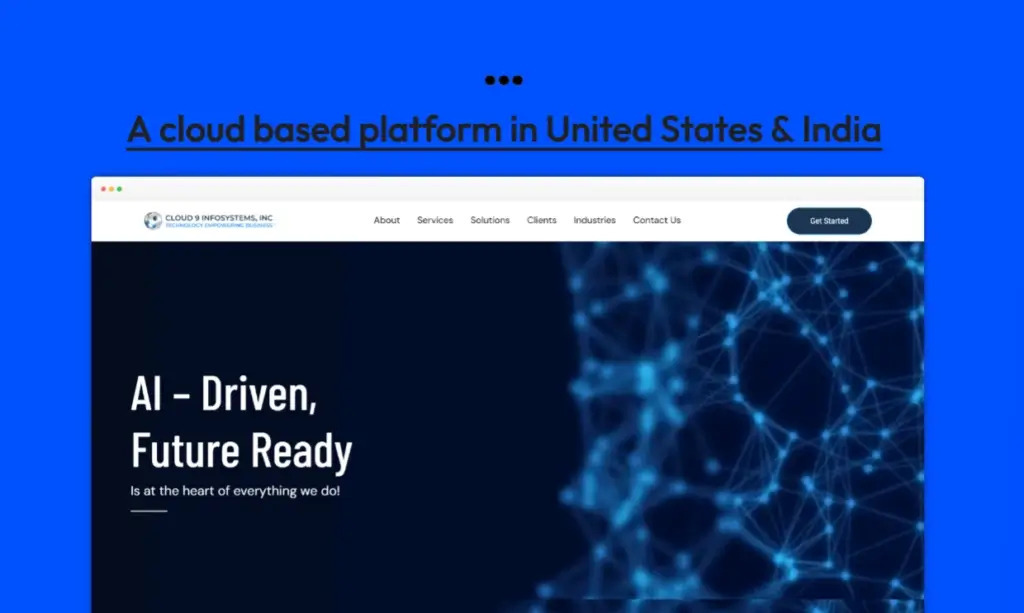 A cloud based platform in United States & India
CLOUD 9 INFOSYSTEMS, INC
TECHNOLOGY EMPOWERING BUSINESS
About Services Solutions Clients Industries Contact Us
Get Started
AI – Driven,
Future Ready
Is at the heart of everything we do!